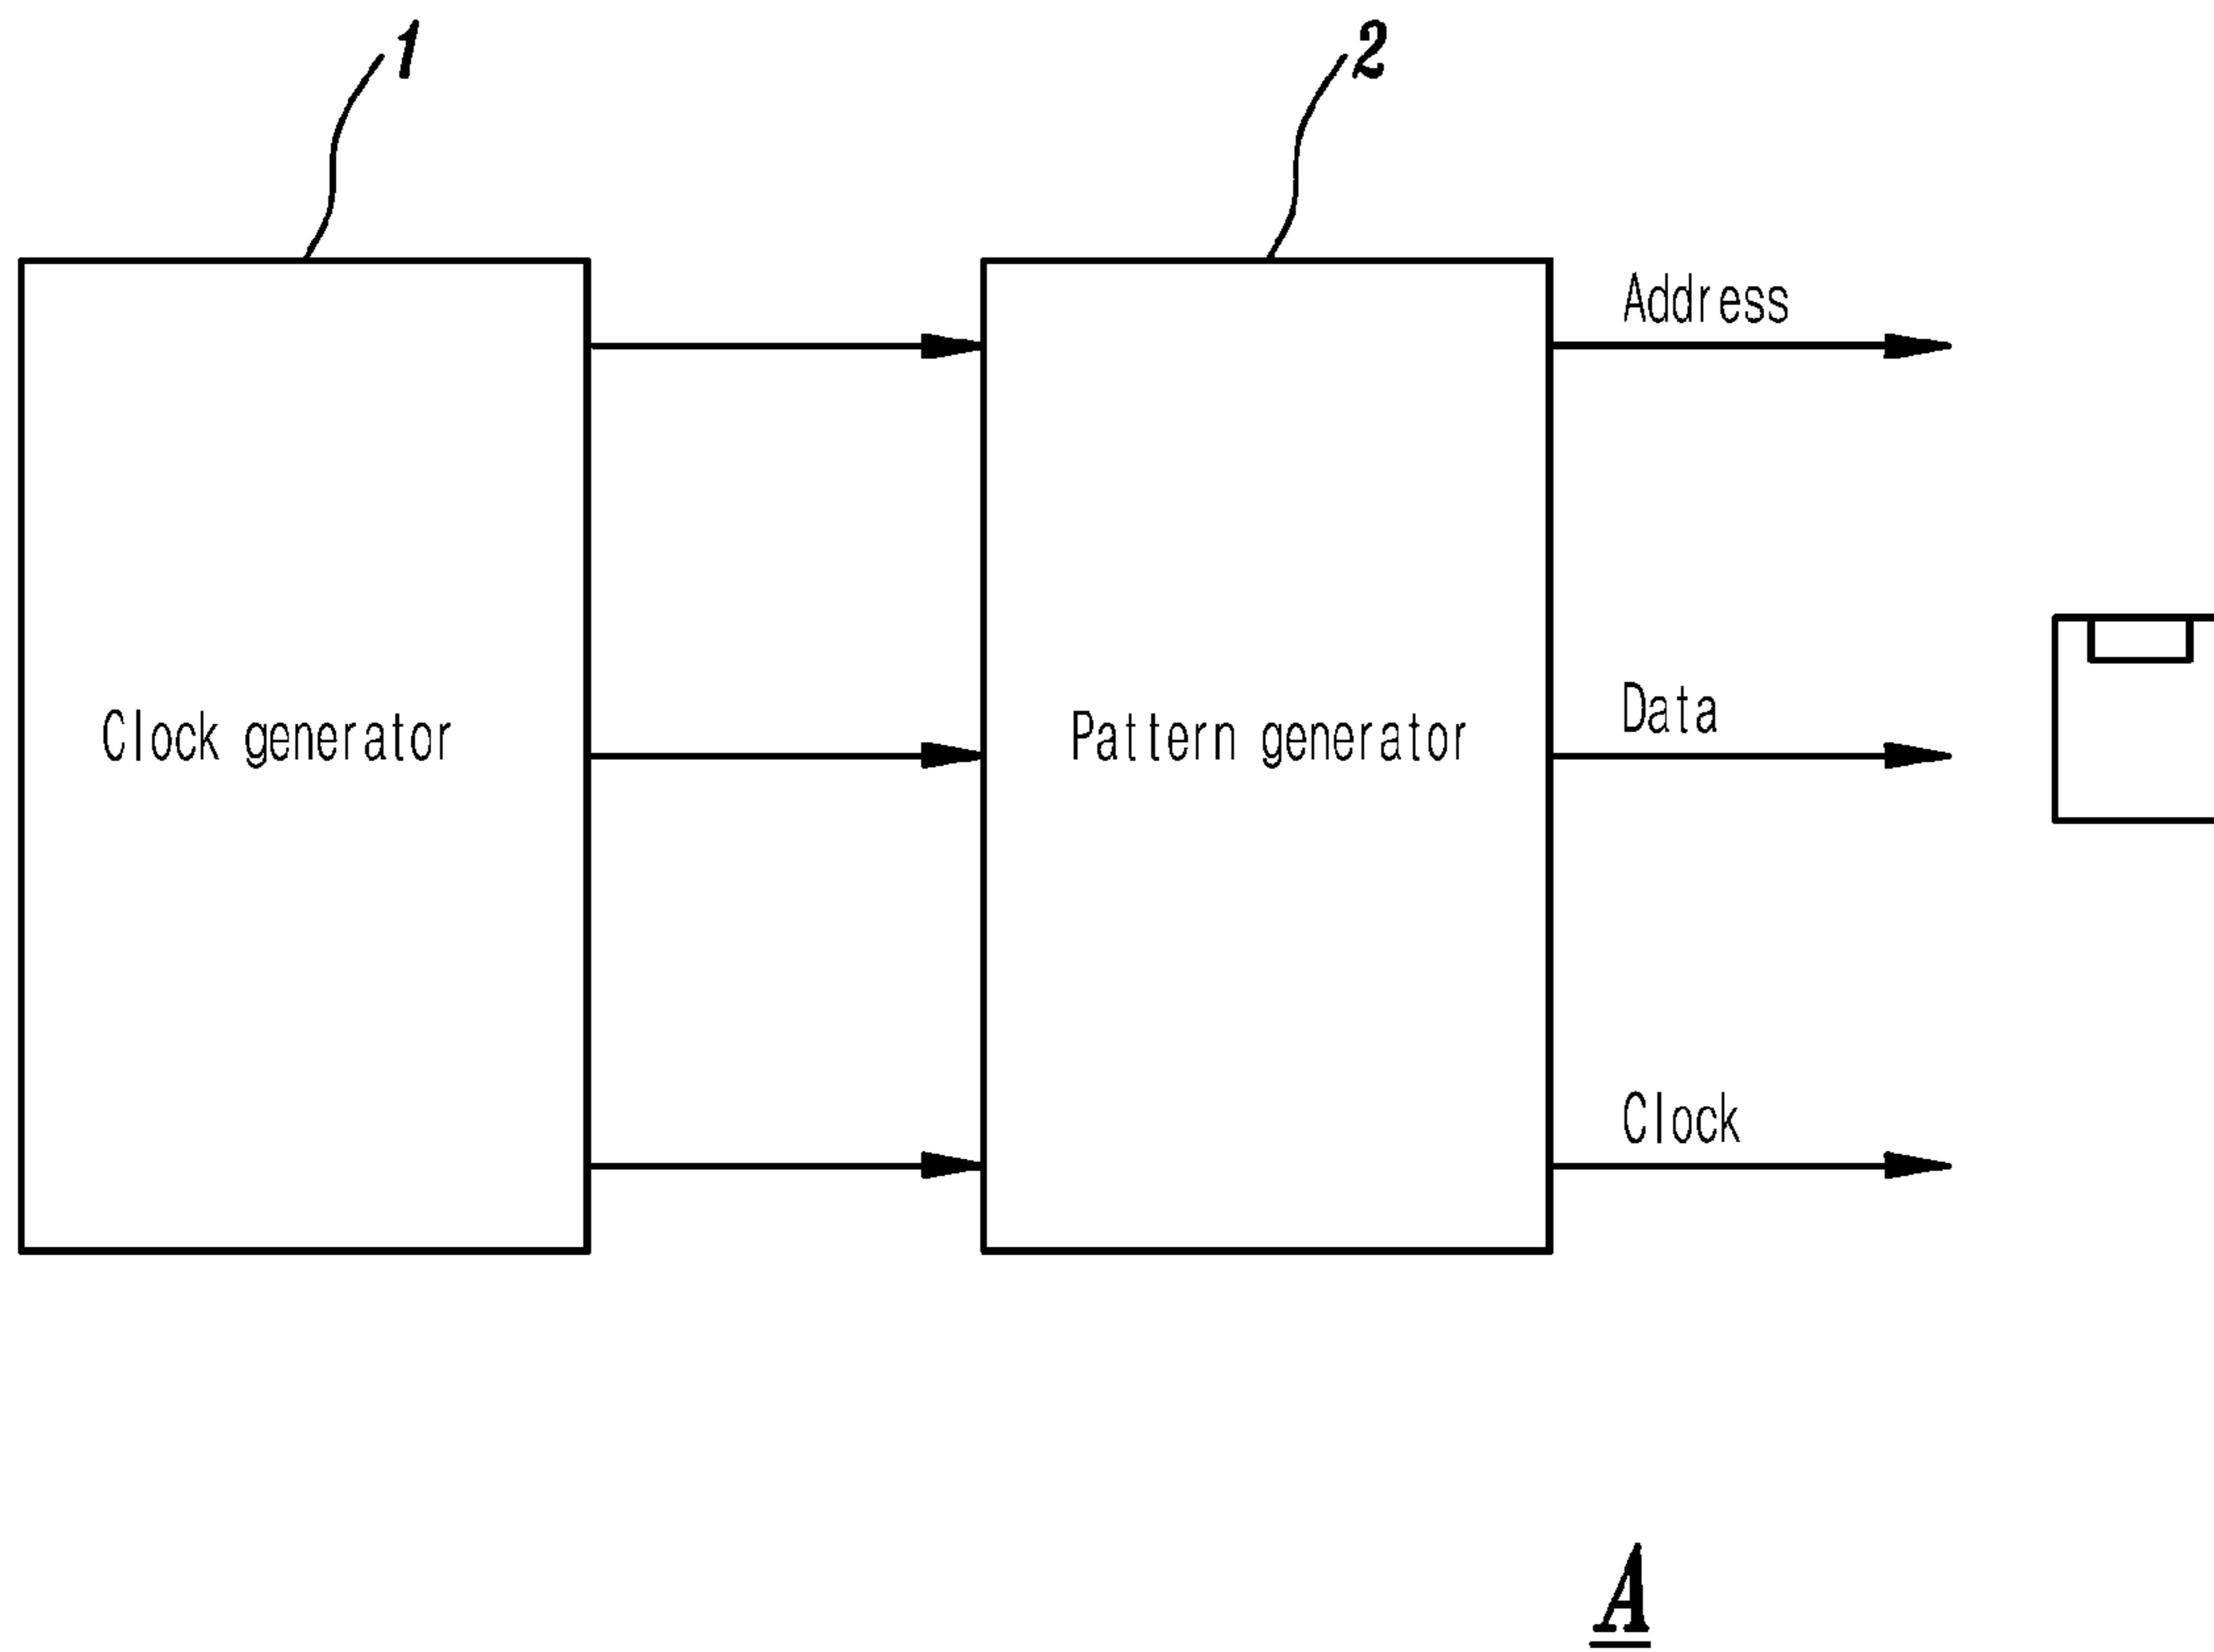 1
2
Address
Data
Clock generator
Pattern generator
Clock
A